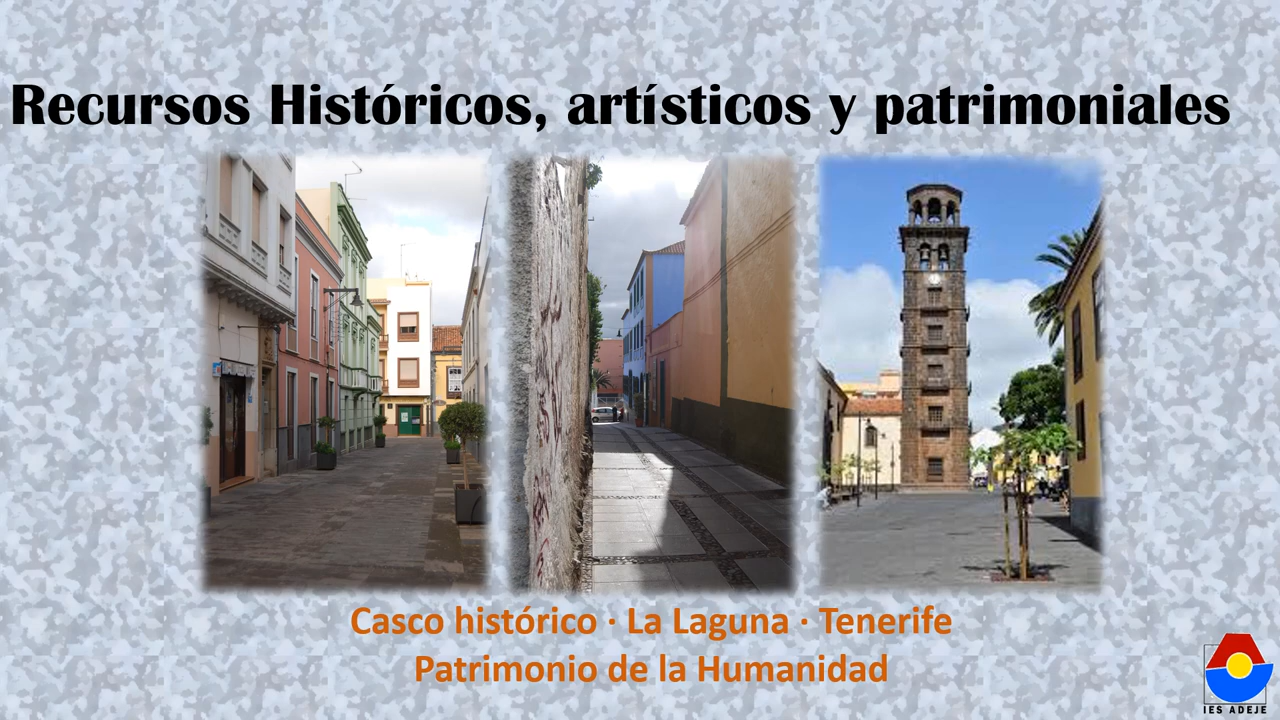 Recursos Históricos, artísticos y patrimoniales
Casco histórico · La Laguna · Tenerife
Patrimonio de la Humanidad
IES ADEJE